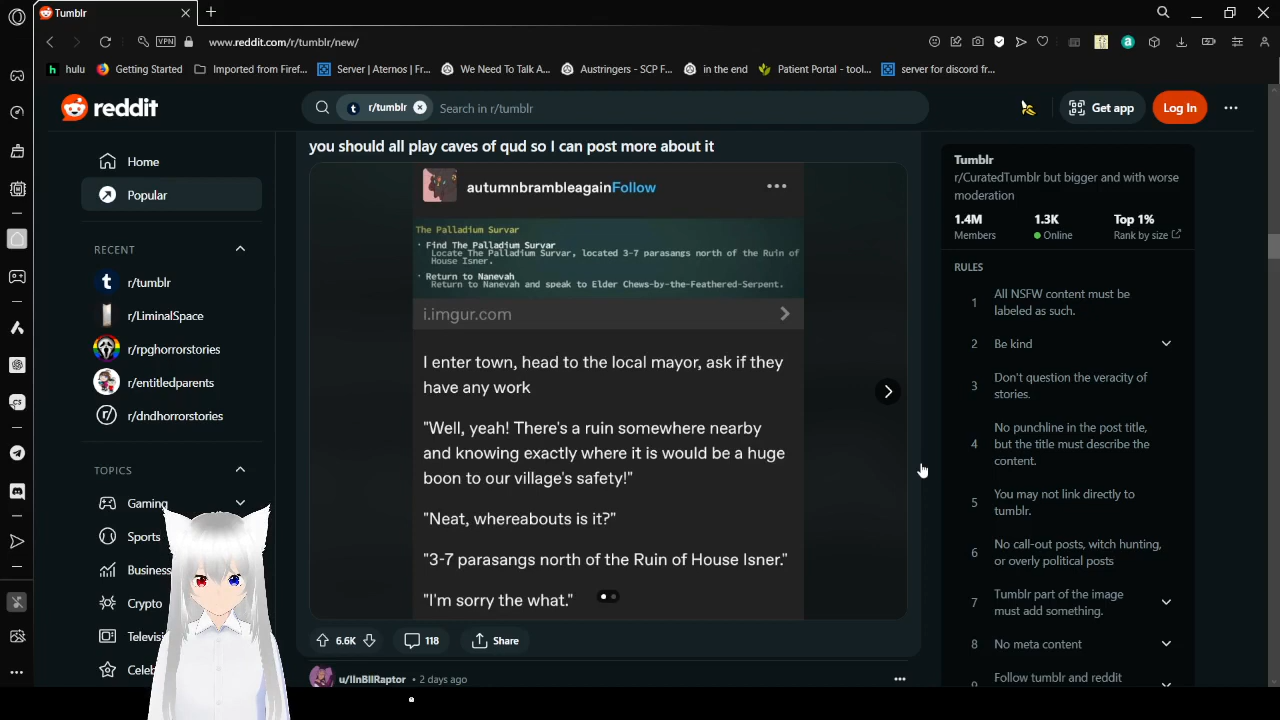 Tumblr
VPN
www.reddit.com/r/tumblr/new/
hulu
Getting Started
Imported from Firef...
Server | Aternos | Fr...
We Need To Talk A...
Austringers - SCP F...
in the end
Patient Portal - tool...
server for discord fr...
reddit
r/tumblr
Search in r/tumblr
Get app
Log In
Home
Popular
RECENT
r/tumblr
r/LiminalSpace
r/rpghorrorstories
r/entitledparents
r/dndhorrorstories
TOPICS
Gaming
Sports
Business
Crypto
Televisi
Celeb
you should all play caves of qud so I can post more about it
autumnbrambleagainFollow
The Palladium Survar
Find The Palladium Survar
Locate The Palladium Survar, located 3-7 parasangs north of the Ruin of
House Isner.
Return to Nanevah
Return to Nanevah and speak to Elder Chews-by-the-Feathered-Serpent.
i.imgur.com
I enter town, head to the local mayor, ask if they
have any work
"Well, yeah! There's a ruin somewhere nearby
and knowing exactly where it is would be a huge
boon to our village's safety!"
"Neat, whereabouts is it?"
"3-7 parasangs north of the Ruin of House Isner."
"I'm sorry the what."
6.6K
118
Share
2 days ago
Tumblr
r/CuratedTumblr but bigger and with worse
moderation
1.4M
Members
1.3K
Online
Top 1%
Rank by size
RULES
1 All NSFW content must be
labeled as such.
2 Be kind
3 Don't question the veracity of
stories.
4 No punchline in the post title,
but the title must describe the
content.
5 You may not link directly to
tumblr.
6 No call-out posts, witch hunting,
or overly political posts
7 Tumblr part of the image
must add something.
8 No meta content
Follow tumblr and reddit